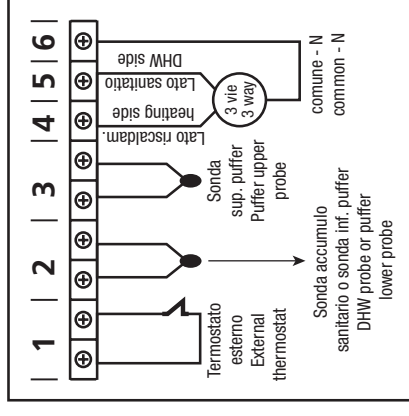 1
2
3
4
5
6
Termostato
esterno
External
thermostat
Sonda accumulo
sanitario o sonda inf. puffer
DHW probe or puffer
lower probe
Sonda
sup. puffer
Puffer upper
probe
Lato riscaldam.
heating side
Lato sanitatio
DHW side
3 vie
3 way
comune - N
common - N